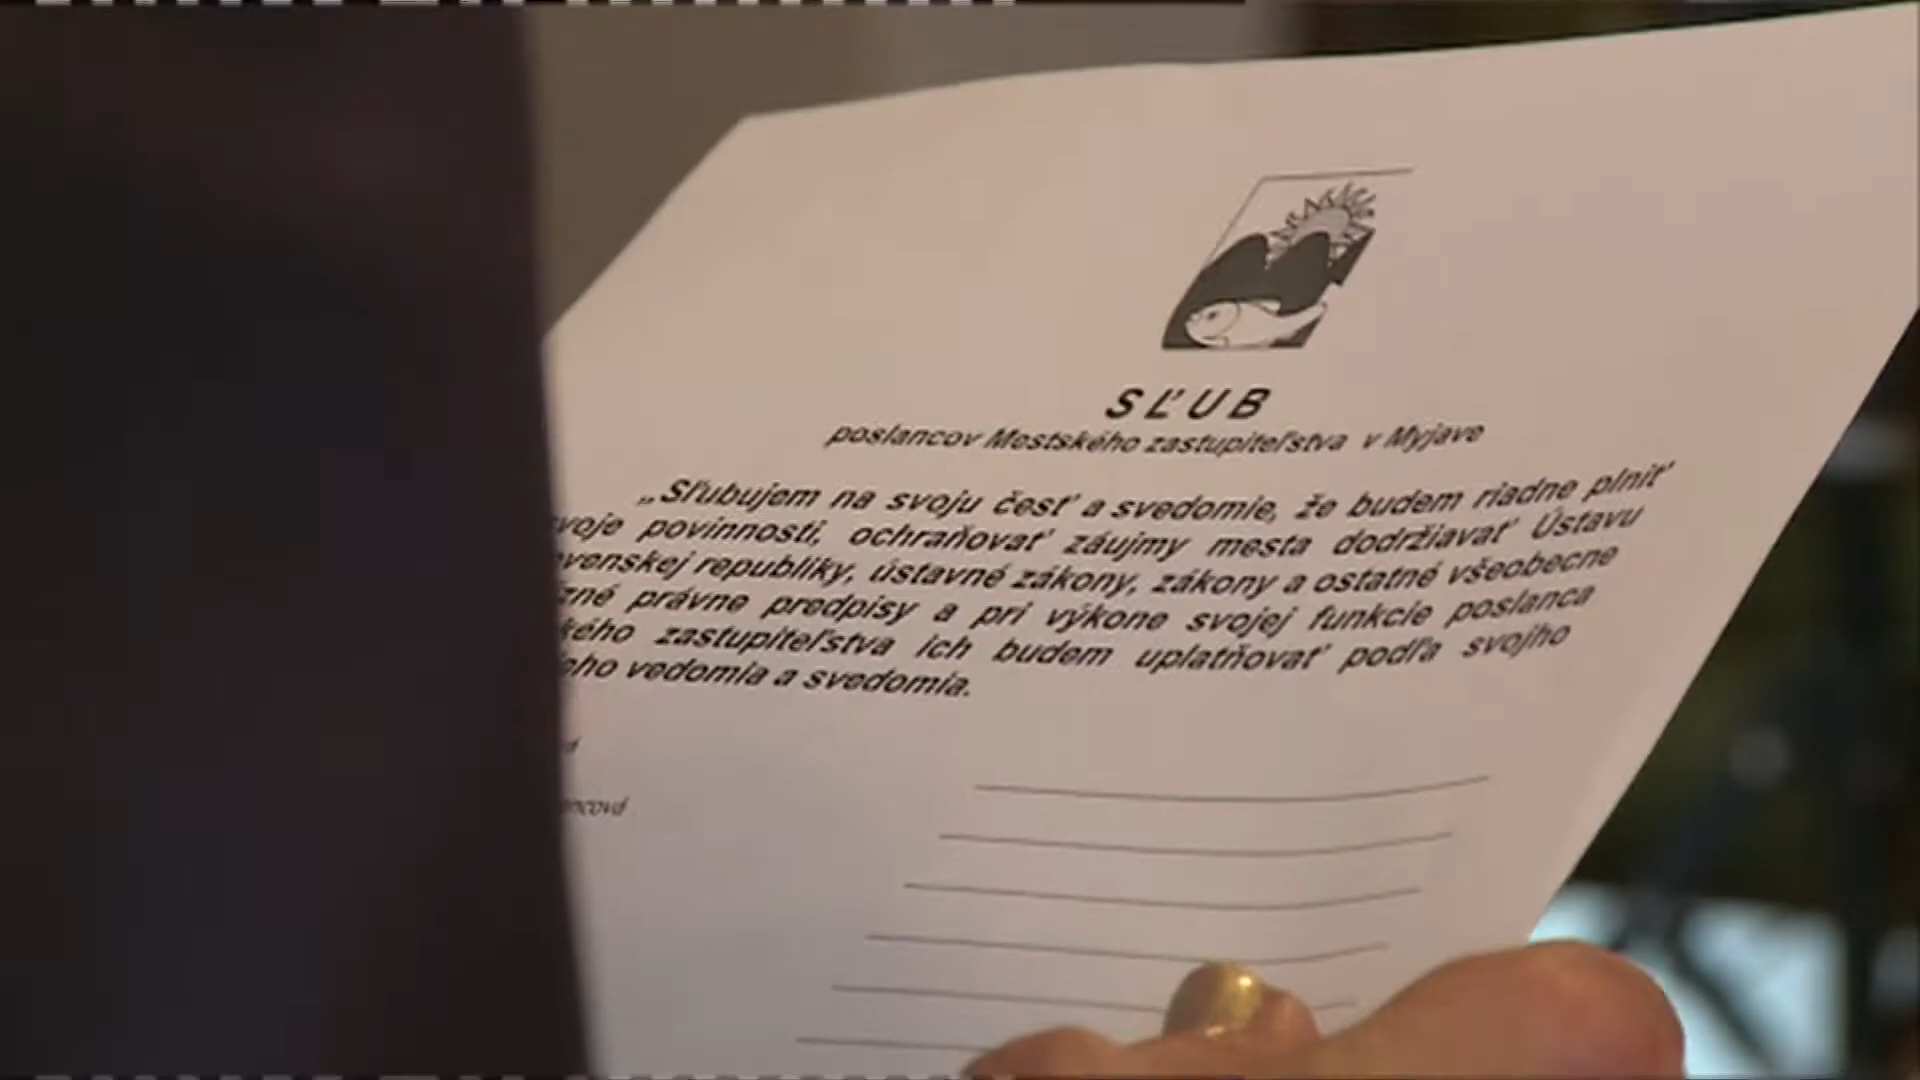 SĽUB
poslancov Mestského zastupiteľstva v Myjave
„Sľubujem na svoju česť a svedomie, že budem riadne plniť
voje povinnosti, ochraňovať záujmy mesta dodržiavať Ústavu
venskej republiky, ústavné zákony, zákony a ostatné všeobecne
zné právne predpisy a pri výkone svojej funkcie poslanca
kého zastupiteľstva ich budem uplatňovať podľa svojho
eho vedomia a svedomia.